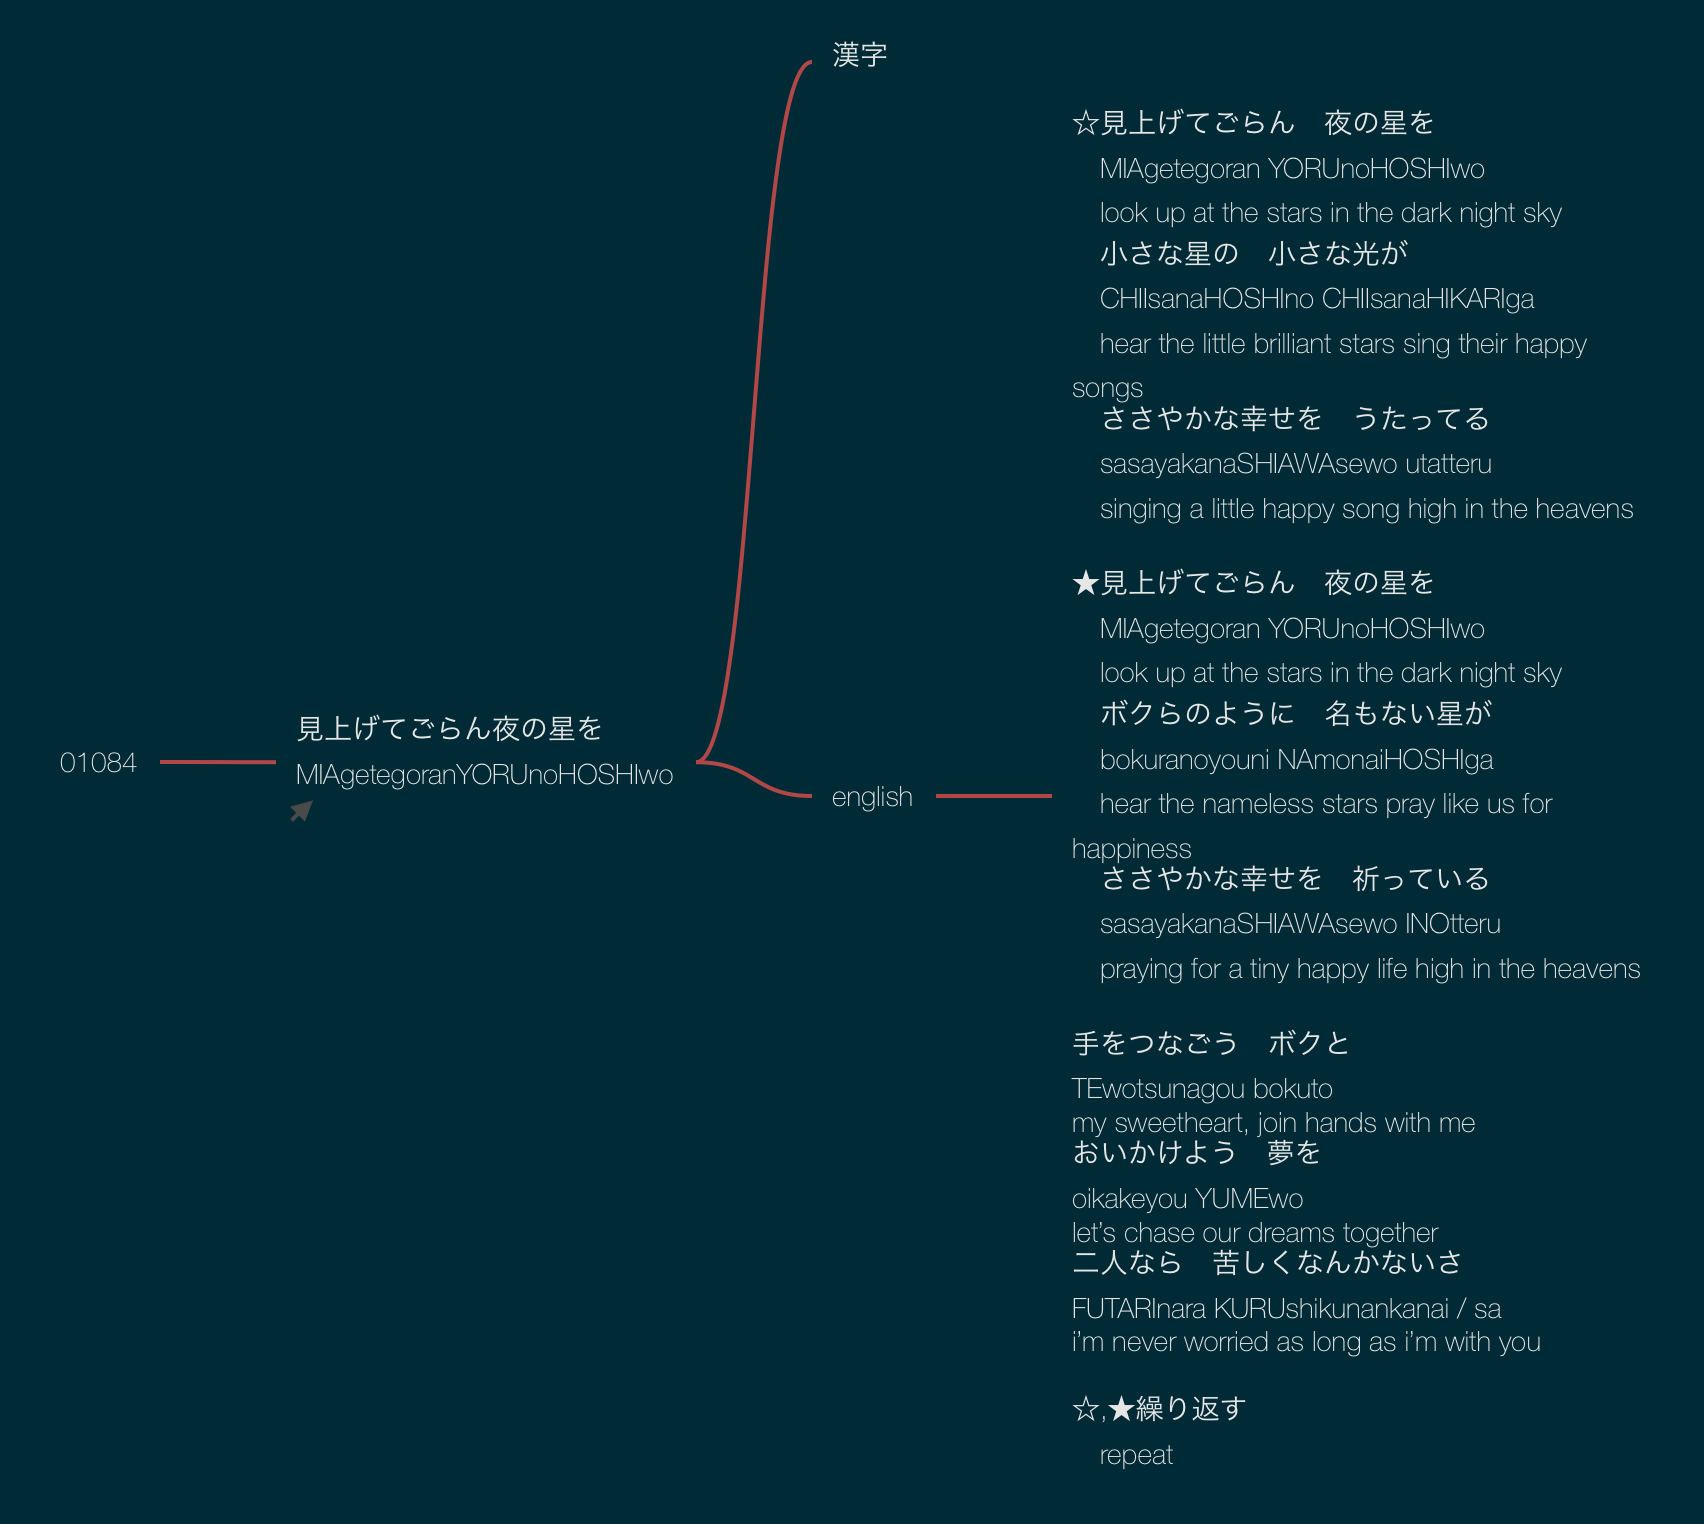 漢字
☆見上げてごらん　夜の星を
MIAgetegoran YORUnoHOSHIwo
look up at the stars in the dark night sky
小さな星の　小さな光が
CHIIsanaHOSHIno CHIIsanaHIKARIga
hear the little brilliant stars sing their happy
songs
ささやかな幸せを　うたってる
sasayakanaSHIAWAsewo utatteru
singing a little happy song high in the heavens
★見上げてごらん　夜の星を
MIAgetegoran YORUnoHOSHIwo
look up at the stars in the dark night sky
ボクらのように　名もない星が
bokuranoyouni NAmonaiHOSHIga
hear the nameless stars pray like us for
happiness
ささやかな幸せを　祈っている
sasayakanaSHIAWAsewo INOtteru
praying for a tiny happy life high in the heavens
手をつなごう　ボクと
TEwotsunagou bokuto
my sweetheart, join hands with me
おいかけよう　夢を
oikakeyou YUMEwo
let’s chase our dreams together
二人なら　苦しくなんかないさ
FUTARInara KURUshikunankanai / sa
i’m never worried as long as i’m with you
☆,★繰り返す
repeat
01084
見上げてごらん夜の星を
MIAgetegoranYORUnoHOSHIwo
english